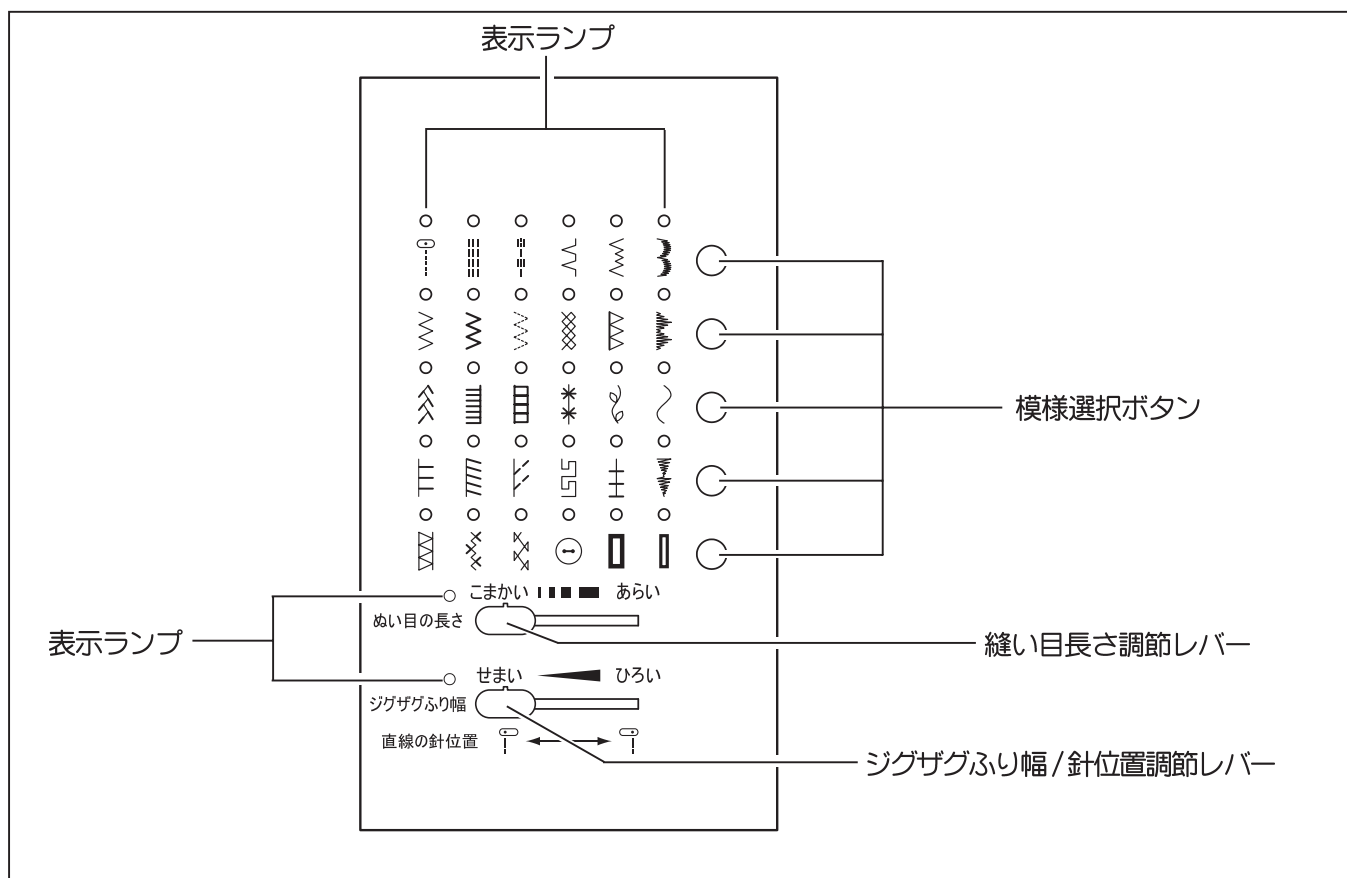 表示ランプ
模様選択ボタン
こまかい あらい
ぬい目の長さ
表示ランプ
縫い目長さ調節レバー
せまい ひろい
ジグザグふり幅
直線の針位置
ジグザグふり幅/針位置調節レバー